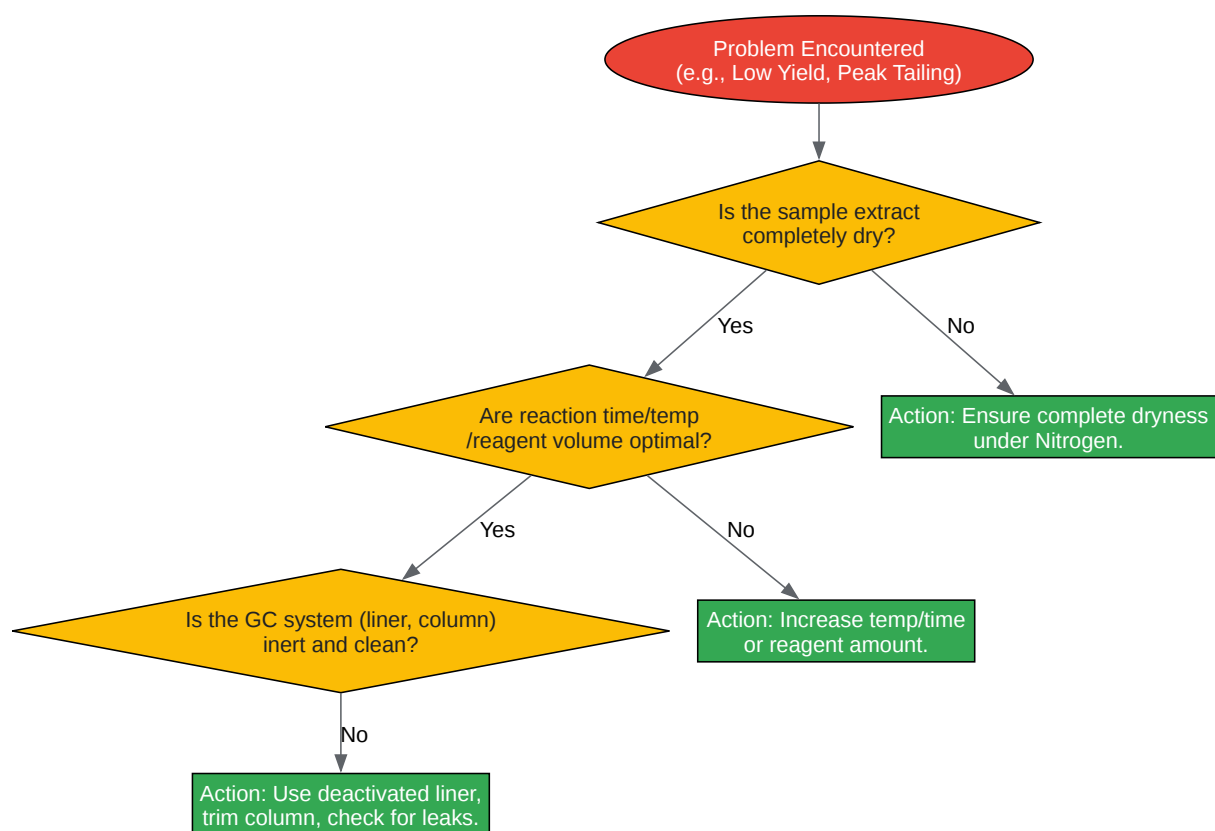 Problem Encountered
(e.g., Low Yield, Peak Tailing)
Is the sample extract
completely dry?
Yes
No
Are reaction time/temp
/reagent volume optimal?
Action: Ensure complete dryness
under Nitrogen.
Yes
No
Is the GC system (liner, column)
inert and clean?
Action: Increase temp/time
or reagent amount.
No
Action: Use deactivated liner,
trim column, check for leaks.